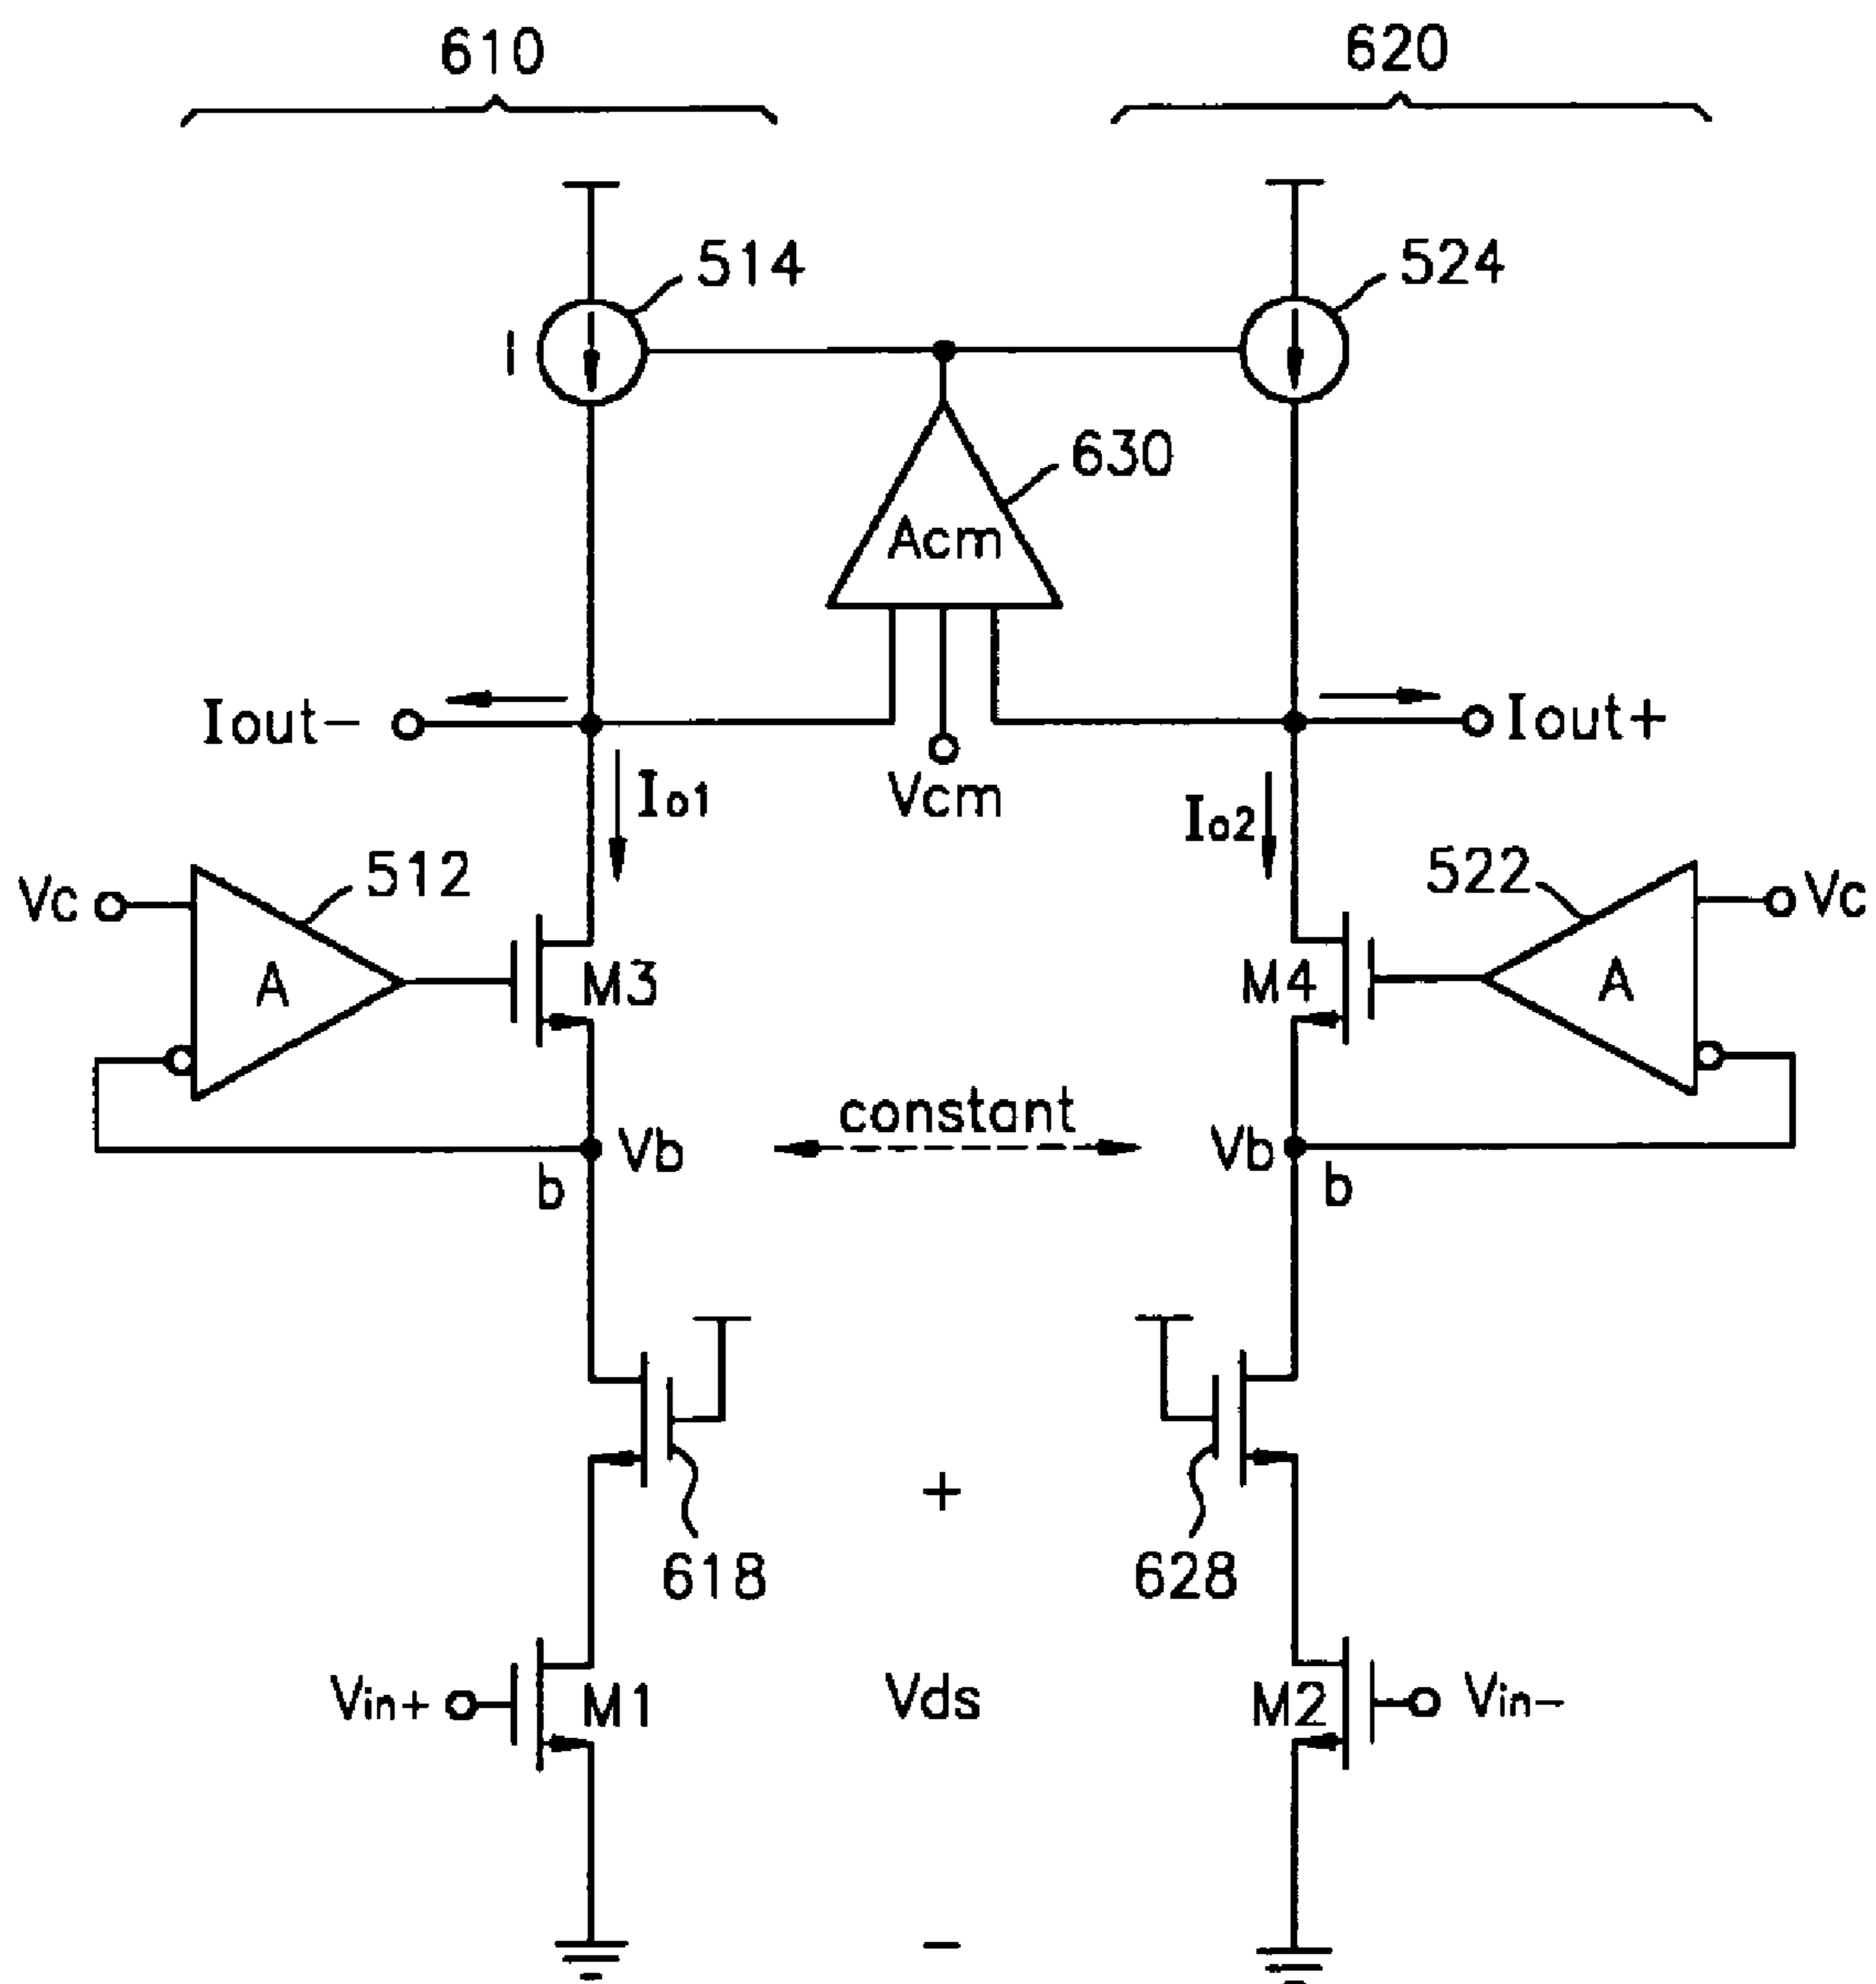 610 620
514 524
I
630
Acm
Iout- Iout+
Io1 Vcm Io2
Vc 512 522 Vc
A M3 M4 A
constant
Vb Vb
b b
+
618 628
Vin+ M1 Vds M2 Vin-
-